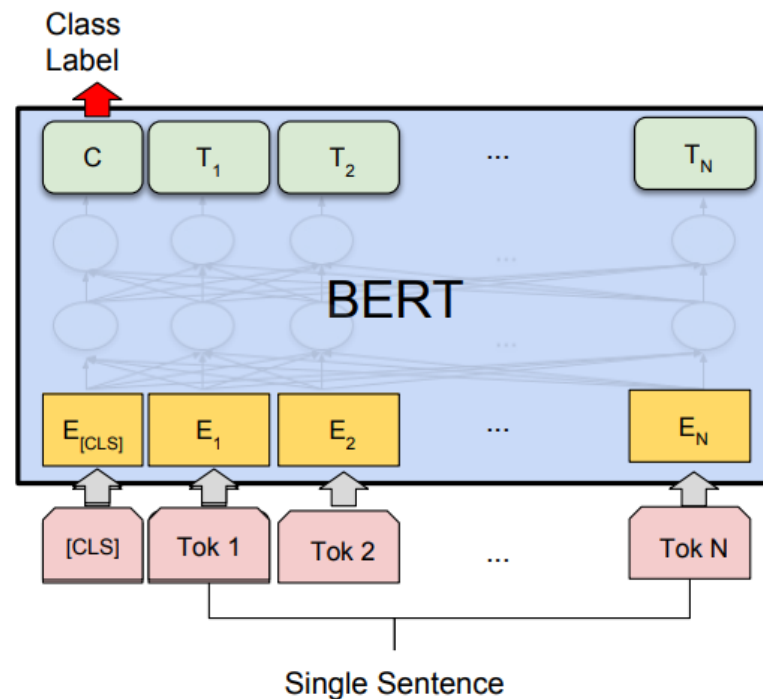 Class
Label
C T1 T2 ... TN
...
BERT
...
E[CLS] E1 E2 ... EN
[CLS] Tok 1 Tok 2 ... Tok N
Single Sentence